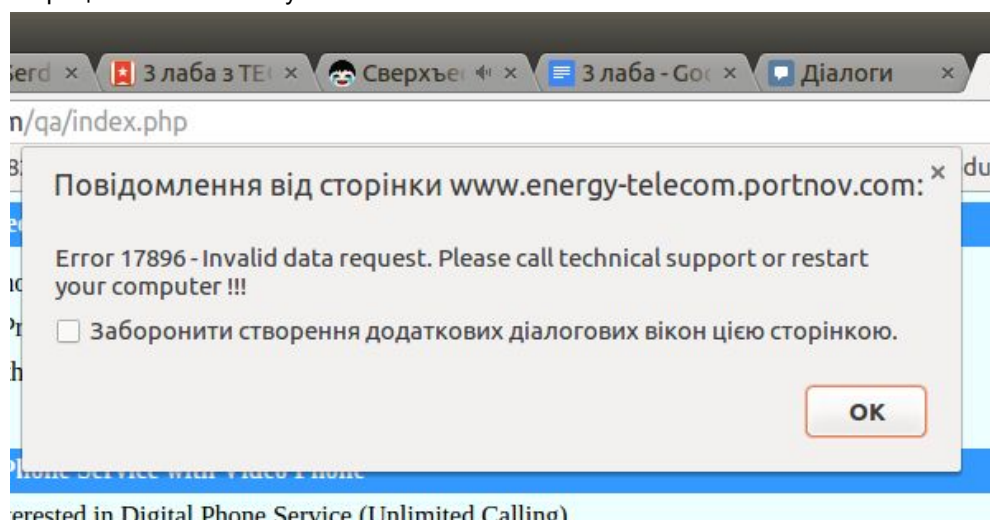 3 лаба з ТЕ
Сверхъе
3 лаба - Goo
Діалоги
/qa/index.php
Повідомлення від сторінки www.energy-telecom.portnov.com:
Error 17896 - Invalid data request. Please call technical support or restart
your computer !!!
Заборонити створення додаткових діалогових вікон цією сторінкою.
ОК
Phone Service with Video Phone
erested in Digital Phone Service (Unlimited Calling)